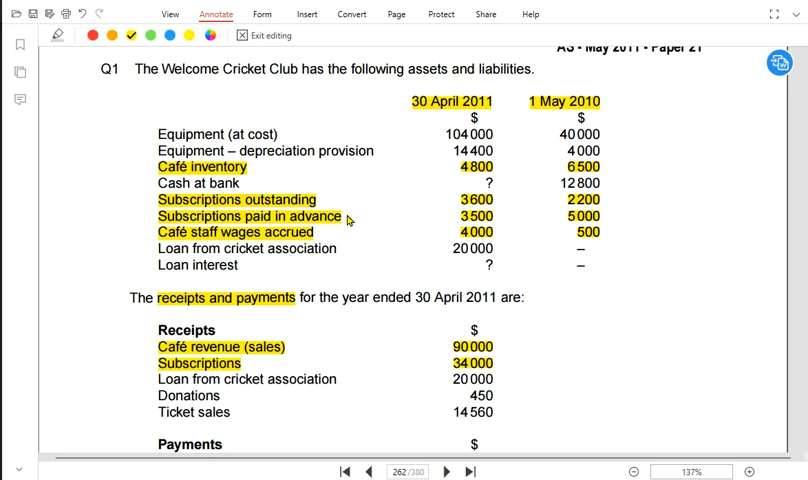 View Annotate Form Insert Convert Page Protect Share Help
Exit editing
AS - May 2011 - Paper 21
Q1 The Welcome Cricket Club has the following assets and liabilities.
30 April 2011 1 May 2010
$ $
Equipment (at cost) 104 000 40 000
Equipment – depreciation provision 14 400 4 000
Café inventory 4 800 6 500
Cash at bank ? 12 800
Subscriptions outstanding 3 600 2 200
Subscriptions paid in advance 3 500 5 000
Café staff wages accrued 4 000 500
Loan from cricket association 20 000 –
Loan interest ? –
The receipts and payments for the year ended 30 April 2011 are:
Receipts $
Café revenue (sales) 90 000
Subscriptions 34 000
Loan from cricket association 20 000
Donations 450
Ticket sales 14 560
Payments $
262 /380 137%